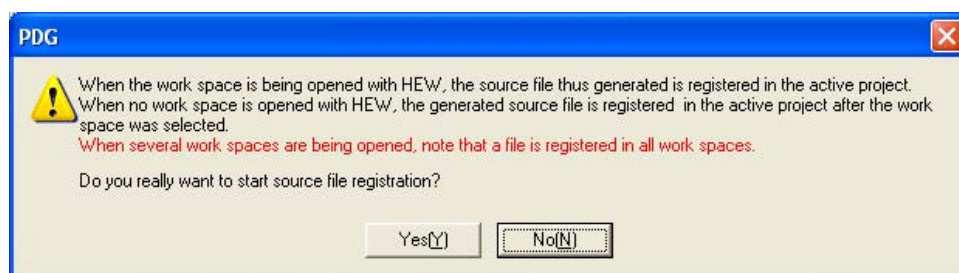 PDG
When the work space is being opened with HEW, the source file thus generated is registered in the active project.
When no work space is opened with HEW, the generated source file is registered in the active project after the work
space was selected.
When several work spaces are being opened, note that a file is registered in all work spaces.
Do you really want to start source file registration?
Yes(Y) No(N)